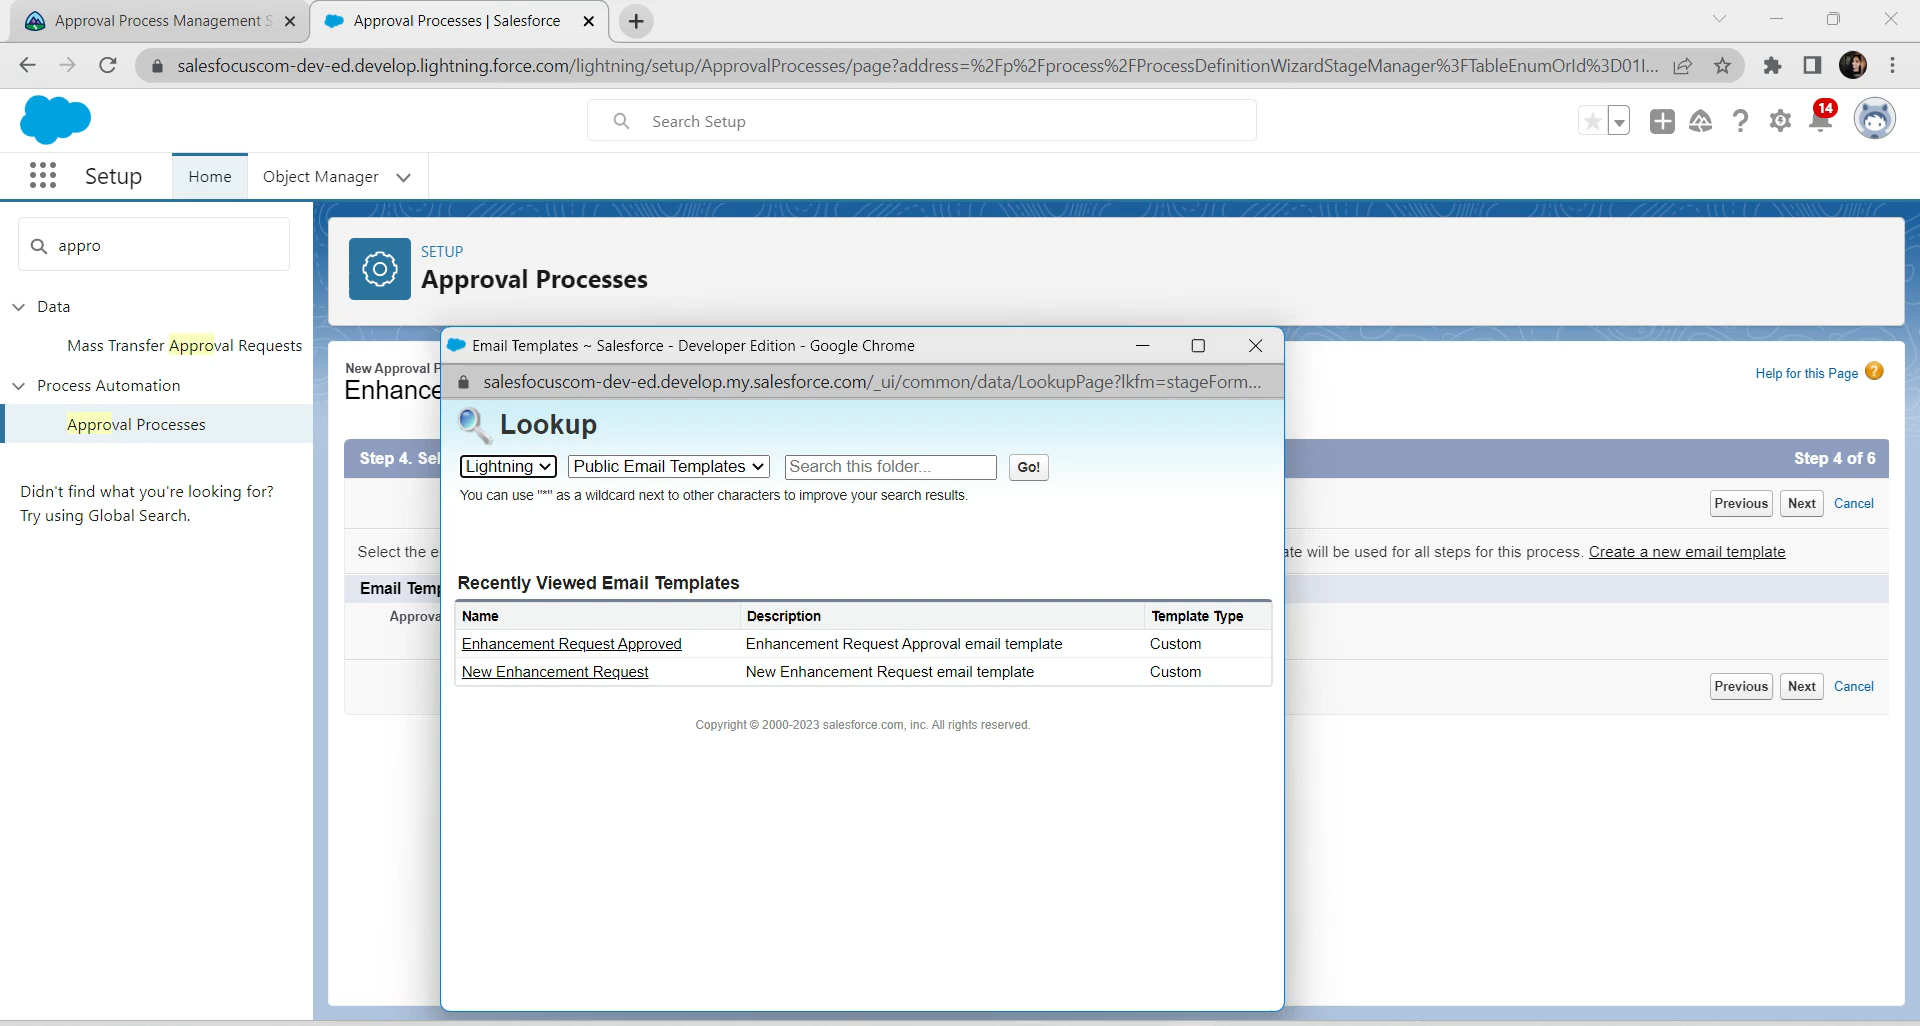 Approval Process Management S
Approval Processes | Salesforce
salesfocuscom-dev-ed.develop.lightning.force.com/lightning/setup/ApprovalProcesses/page?address=%2Fp%2Fprocess%2FProcessDefinitionWizardStageManager%3FTableEnumOrId%3D01I...
Search Setup
14
Setup
Home
Object Manager
appro
Data
Mass Transfer Approval Requests
Process Automation
Approval Processes
Didn't find what you're looking for?
Try using Global Search.
SETUP
Approval Processes
New Approval P
Enhance
Help for this Page
Step 4. Sel
Step 4 of 6
Previous
Next
Cancel
Select the e
ate will be used for all steps for this process. Create a new email template
Email Temp
Approva
Previous
Next
Cancel
Email Templates ~ Salesforce - Developer Edition - Google Chrome
salesfocuscom-dev-ed.develop.my.salesforce.com/_ui/common/data/LookupPage?lkfm=stageForm...
Lookup
Lightning
Public Email Templates
Search this folder...
Go!
You can use "*" as a wildcard next to other characters to improve your search results.
Recently Viewed Email Templates
Name Description Template Type
Enhancement Request Approved Enhancement Request Approval email template Custom
New Enhancement Request New Enhancement Request email template Custom
Copyright © 2000-2023 salesforce.com, inc. All rights reserved.